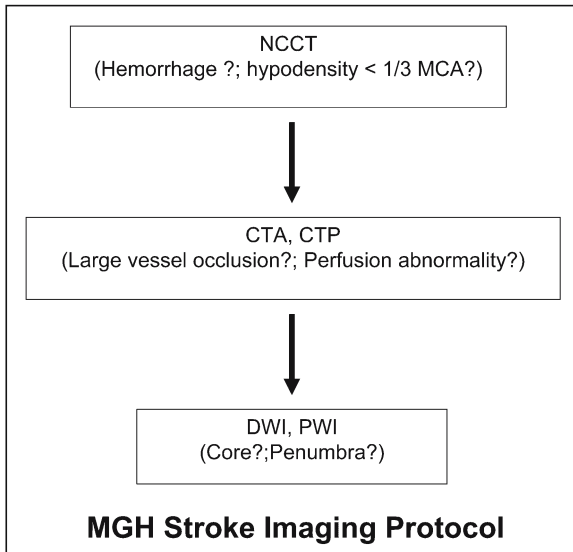 NCCT
(Hemorrhage ?; hypodensity < 1/3 MCA?)
CTA, CTP
(Large vessel occlusion?; Perfusion abnormality?)
DWI, PWI
(Core?;Penumbra?)
MGH Stroke Imaging Protocol